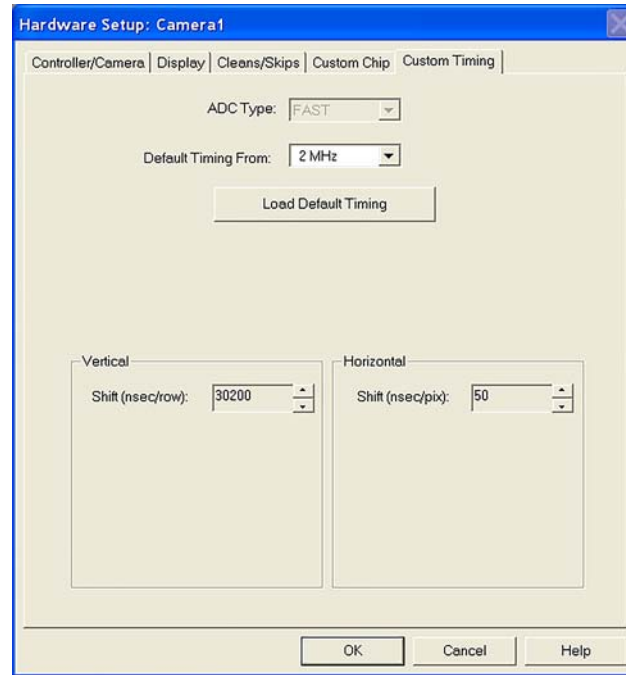 Hardware Setup: Camera1
Controller/Camera Display Cleans/Skips Custom Chip Custom Timing
ADC Type: FAST
Default Timing From: 2 MHz
Load Default Timing
Vertical Horizontal
Shift (nsec/row): 30200 Shift (nsec/pix): 50
OK Cancel Help